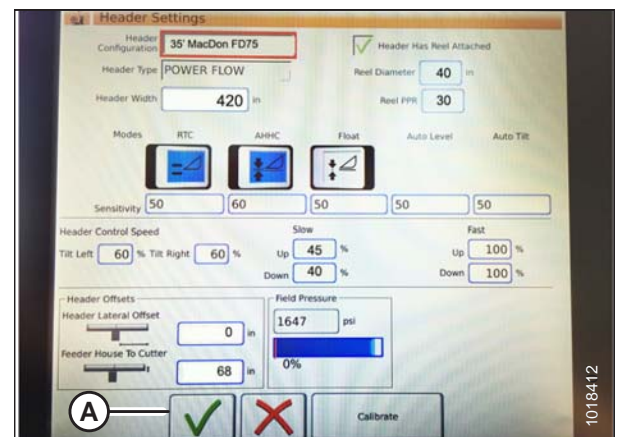 Header Settings
Header Configuration 35' MacDon FD75 Header Has Reel Attached
Header Type POWER FLOW Reel Diameter 40 in
Header Width 420 in Reel PPR 30
Modes RTC AHHC Float Auto Level Auto Tilt
Sensitivity 50 60 50 50 50
Header Control Speed Slow Fast
Tilt Left 60 % Tilt Right 60 % Up 45 % Up 100 %
Down 40 % Down 100 %
Header Offsets Field Pressure
Header Lateral Offset 0 in 1647 psi
Feeder House To Cutter 68 in 0%
A Calibrate
1018412